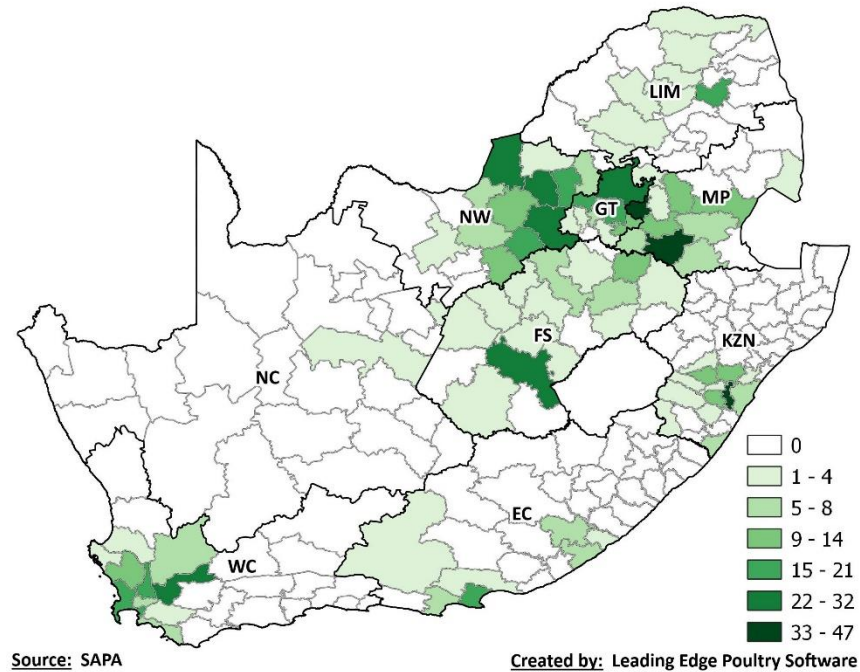 LIM
NW
GT
MP
FS
KZN
NC
EC
WC
0
1 - 4
5 - 8
9 - 14
15 - 21
22 - 32
33 - 47
Source: SAPA
Created by: Leading Edge Poultry Software